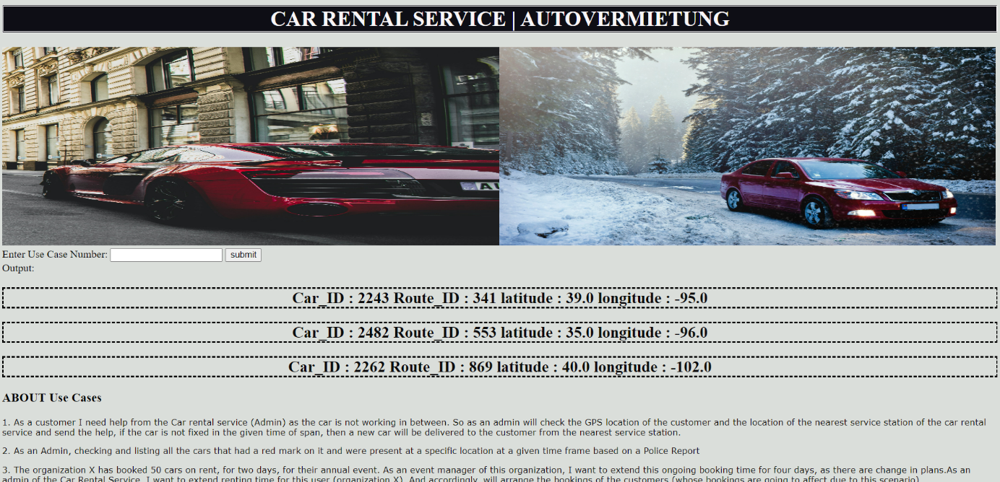 CAR RENTAL SERVICE | AUTOVERMIETUNG
Enter Use Case Number:
submit
Output:
Car_ID : 2243 Route_ID : 341 latitude : 39.0 longitude : -95.0
Car_ID : 2482 Route_ID : 553 latitude : 35.0 longitude : -96.0
Car_ID : 2262 Route_ID : 869 latitude : 40.0 longitude : -102.0
ABOUT Use Cases
1. As a customer I need help from the Car rental service (Admin) as the car is not working in between. So as an admin will check the GPS location of the customer and the location of the nearest service station of the car rental
service and send the help, if the car is not fixed in the given time of span, then a new car will be delivered to the customer from the nearest service station.
2. As an Admin, checking and listing all the cars that had a red mark on it and were present at a specific location at a given time frame based on a Police Report
3. The organization X has booked 50 cars on rent, for two days, for their annual event. As an event manager of this organization, I want to extend this ongoing booking time for four days, as there are change in plans.As an
admin of the Car Rental Service, I want to extend renting time for this user (organization X). And accordingly, will arrange the bookings of the customers (whose bookings are going to affect due to this scenario)